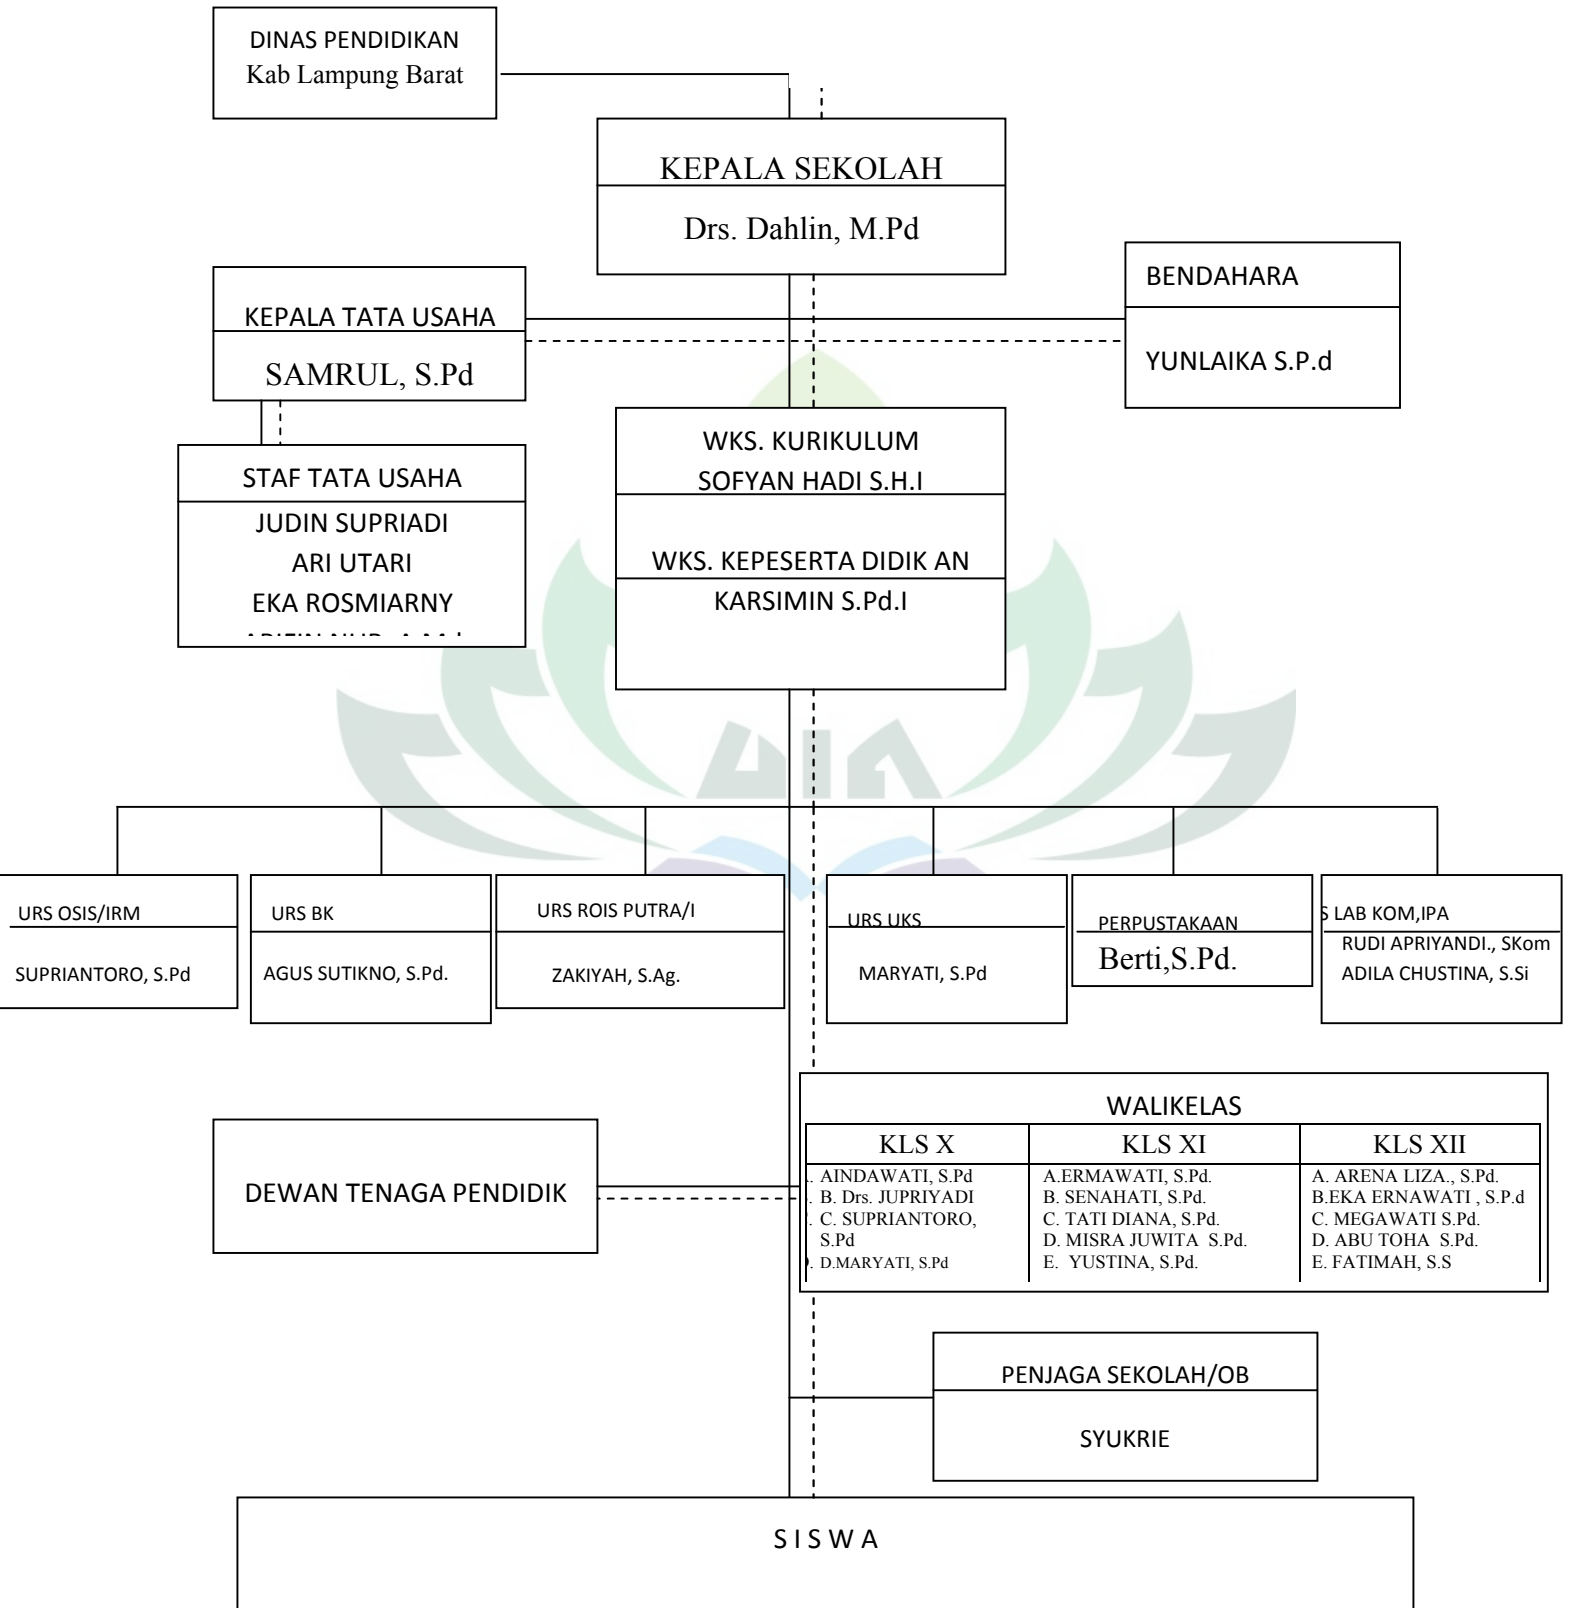 DINAS PENDIDIKAN
Kab Lampung Barat
KEPALA SEKOLAH
Drs. Dahlin, M.Pd
BENDAHARA
YUNLAIKA S.P.d
KEPALA TATA USAHA
SAMRUL, S.Pd
STAF TATA USAHA
JUDIN SUPRIADI
ARI UTARI
EKA ROSMIARNY
WKS. KURIKULUM
SOFYAN HADI S.H.I
WKS. KEPESERTA DIDIK AN
KARSIMIN S.Pd.I
UIN
URS OSIS/IRM
SUPRIANTORO, S.Pd
URS BK
AGUS SUTIKNO, S.Pd.
URS ROIS PUTRA/I
ZAKIYAH, S.Ag.
URS UKS
MARYATI, S.Pd
PERPUSTAKAAN
Berti,S.Pd.
S LAB KOM,IPA
RUDI APRIYANDI., SKom
ADILA CHUSTINA, S.Si
DEWAN TENAGA PENDIDIK
WALIKELAS
KLS X
AINDAWATI, S.Pd
B. Drs. JUPRIYADI
C. SUPRIANTORO,
S.Pd
D.MARYATI, S.Pd
KLS XI
A.ERMAWATI, S.Pd.
B. SENAHATI, S.Pd.
C. TATI DIANA, S.Pd.
D. MISRA JUWITA S.Pd.
E. YUSTINA, S.Pd.
KLS XII
A. ARENA LIZA., S.Pd.
B.EKA ERNAWATI , S.P.d
C. MEGAWATI S.Pd.
D. ABU TOHA S.Pd.
E. FATIMAH, S.S
PENJAGA SEKOLAH/OB
SYUKRIE
S I S W A